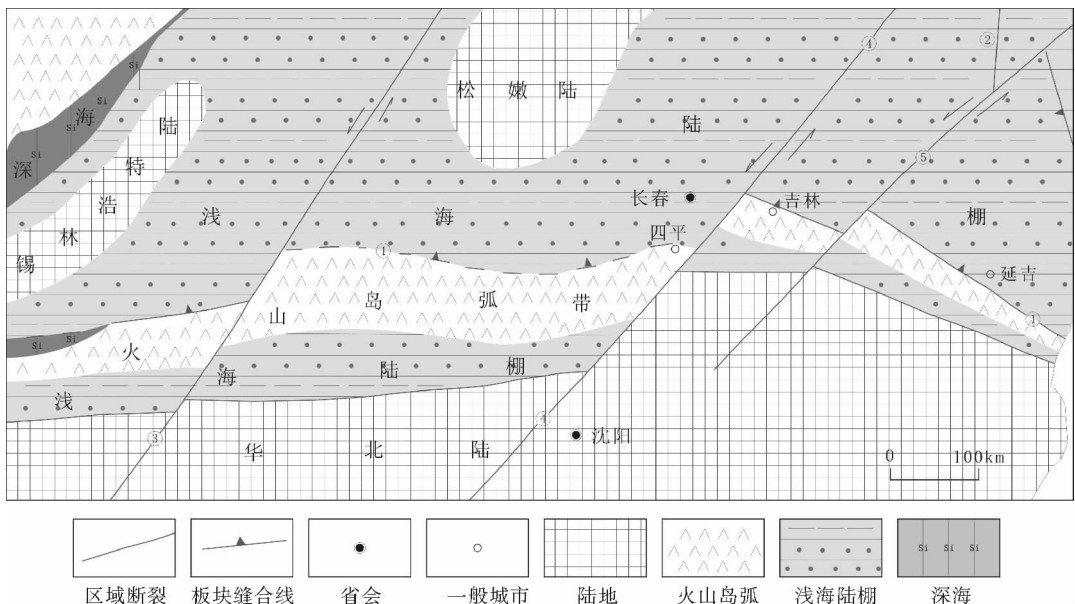 松嫩陆
④
②
Si
Si
Si
Si
深海
锡林浩特陆
浅海陆棚
⑤
长春
吉林
四平
①
延吉
火山岛弧带
①
Si
Si
浅海陆棚
③
④
华北陆
沈阳
0 100km
区域断裂
板块缝合线
省会
一般城市
陆地
火山岛弧
浅海陆棚
Si Si Si
深海